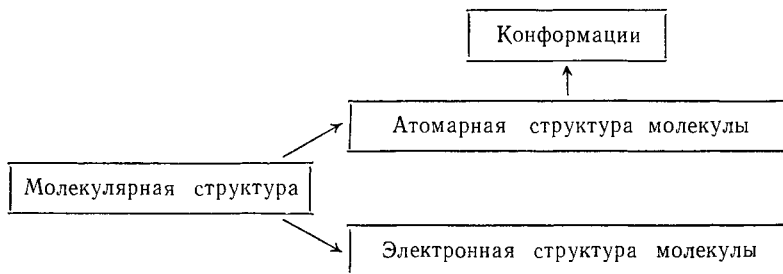 Конформации
Атомарная структура молекулы
Молекулярная структура
Электронная структура молекулы